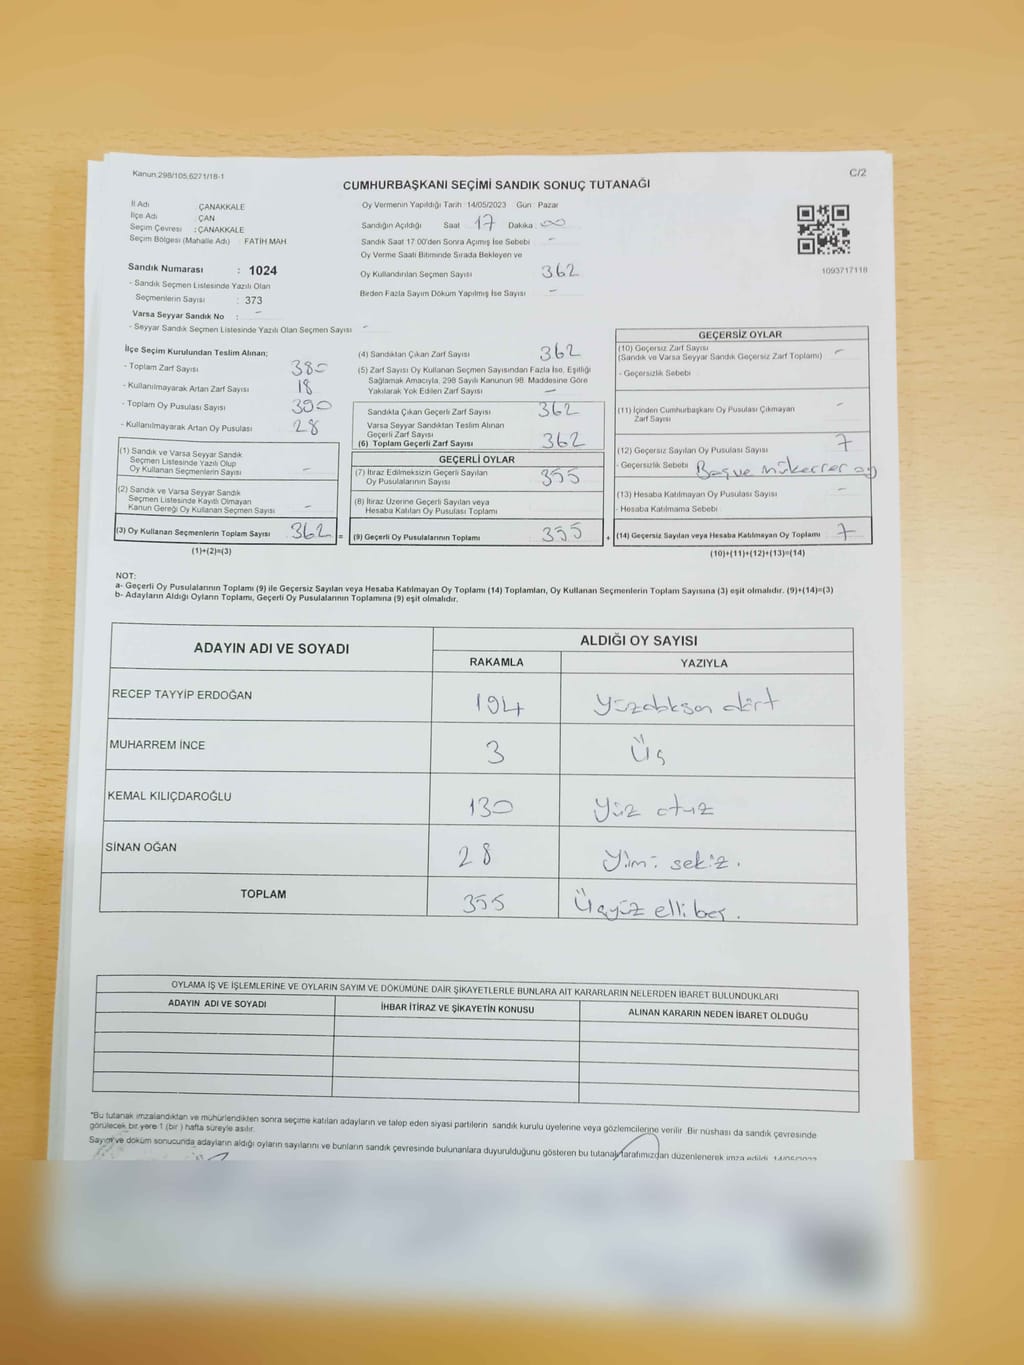 Kanun:298/105,6271/18-1
C/2
CUMHURBAŞKANI SEÇİMİ SANDIK SONUÇ TUTANAĞI
İl Adı : ÇANAKKALE
İlçe Adı : ÇAN
Seçim Çevresi : ÇANAKKALE
Seçim Bölgesi (Mahalle Adı) : FATİH MAH
Sandık Numarası : 1024
- Sandık Seçmen Listesinde Yazılı Olan
Seçmenlerin Sayısı : 373
Varsa Seyyar Sandık No : -
- Seyyar Sandık Seçmen Listesinde Yazılı Olan Seçmen Sayısı -
Oy Vermenin Yapıldığı Tarih :14/05/2023 Gün : Pazar
Sandığın Açıldığı Saat 17 Dakika : 00
Sandık Saat 17:00'den Sonra Açımış İse Sebebi -
Oy Verme Saati Bitiminde Sırada Bekleyen ve
Oy Kullandırılan Seçmen Sayısı 362
Birden Fazla Sayım Döküm Yapılmış İse Sayısı -
1093717118
İlçe Seçim Kurulundan Teslim Alınan;
- Toplam Zarf Sayısı 380
- Kullanılmayarak Artan Zarf Sayısı 18
- Toplam Oy Pusulası Sayısı 390
- Kullanılmayarak Artan Oy Pusulası 28
(1) Sandık ve Varsa Seyyar Sandık
Seçmen Listesinde Yazılı Olup
Oy Kullanan Seçmenlerin Sayısı -
(2) Sandık ve Varsa Seyyar Sandık
Seçmen Listesinde Kayıtlı Olmayan
Kanun Gereği Oy Kullanan Seçmen Sayısı -
(3) Oy Kullanan Seçmenlerin Toplam Sayısı 362 =
(1)+(2)=(3)
(4) Sandıktan Çıkan Zarf Sayısı 362
(5) Zarf Sayısı Oy Kullanan Seçmen Sayısından Fazla İse, Eşitliği
Sağlamak Amacıyla, 298 Sayılı Kanunun 98. Maddesine Göre
Yakılarak Yok Edilen Zarf Sayısı -
Sandıkla Çıkan Geçerli Zarf Sayısı 362
Varsa Seyyar Sandıktan Teslim Alınan
Geçerli Zarf Sayısı
(6) Toplam Geçerli Zarf Sayısı 362
GEÇERLİ OYLAR
(7) İtiraz Edilmeksizin Geçerli Sayılan
Oy Pusulalarının Sayısı 355
(8) İtiraz Üzerine Geçerli Sayılan veya
Hesaba Katılan Oy Pusulası Toplamı
(9) Geçerli Oy Pusulalarının Toplamı 355 +
GEÇERSİZ OYLAR
(10) Geçersiz Zarf Sayısı
(Sandık ve Varsa Seyyar Sandık Geçersiz Zarf Toplamı) -
- Geçersizlik Sebebi
(11) İçinden Cumhurbaşkanı Oy Pusulası Çıkmayan
Zarf Sayısı -
(12) Geçersiz Sayılan Oy Pusulası Sayısı 7
- Geçersizlik Sebebi Boş ve mükerrer oy
(13) Hesaba Katılmayan Oy Pusulası Sayısı -
- Hesaba Katılmama Sebebi
(14) Geçersiz Sayılan veya Hesaba Katılmayan Oy Toplamı 7
(10)+(11)+(12)+(13)=(14)
NOT:
a- Geçerli Oy Pusulalarının Toplamı (9) ile Geçersiz Sayılan veya Hesaba Katılmayan Oy Toplamı (14) Toplamları, Oy Kullanan Seçmenlerin Toplam Sayısına (3) eşit olmalıdır. (9)+(14)=(3)
b- Adayların Aldığı Oyların Toplamı, Geçerli Oy Pusulalarının Toplamına (9) eşit olmalıdır.
ADAYIN ADI VE SOYADI ALDIĞI OY SAYISI
RAKAMLA YAZIYLA
RECEP TAYYİP ERDOĞAN 194 Yüzdoksan dört
MUHARREM İNCE 3 Üç
KEMAL KILIÇDAROĞLU 130 Yüz otuz
SİNAN OĞAN 28 Yimi sekiz.
TOPLAM 355 Üçyüz elli beş.
OYLAMA İŞ VE İŞLEMLERİNE VE OYLARIN SAYIM VE DÖKÜMÜNE DAİR ŞİKAYETLERLE BUNLARA AİT KARARLARIN NELERDEN İBARET BULUNDUKLARI
ADAYIN ADI VE SOYADI İHBAR İTİRAZ VE ŞİKAYETİN KONUSU ALINAN KARARIN NEDEN İBARET OLDUĞU
*Bu tutanak imzalandıktan ve mühürlendikten sonra seçime katılan adayların ve talep eden siyasi partilerin sandık kurulu üyelerine veya gözlemcilerine verilir. Bir nüshası da sandık çevresinde
görülecek bir yere 1 (bir ) hafta süreyle asılır.
Sayım ve döküm sonucunda adayların aldığı oyların sayılarını ve bunların sandık çevresinde bulunanlara duyurulduğunu gösteren bu tutanak tarafımızdan düzenlenerek imza edildi. 14/05/2023